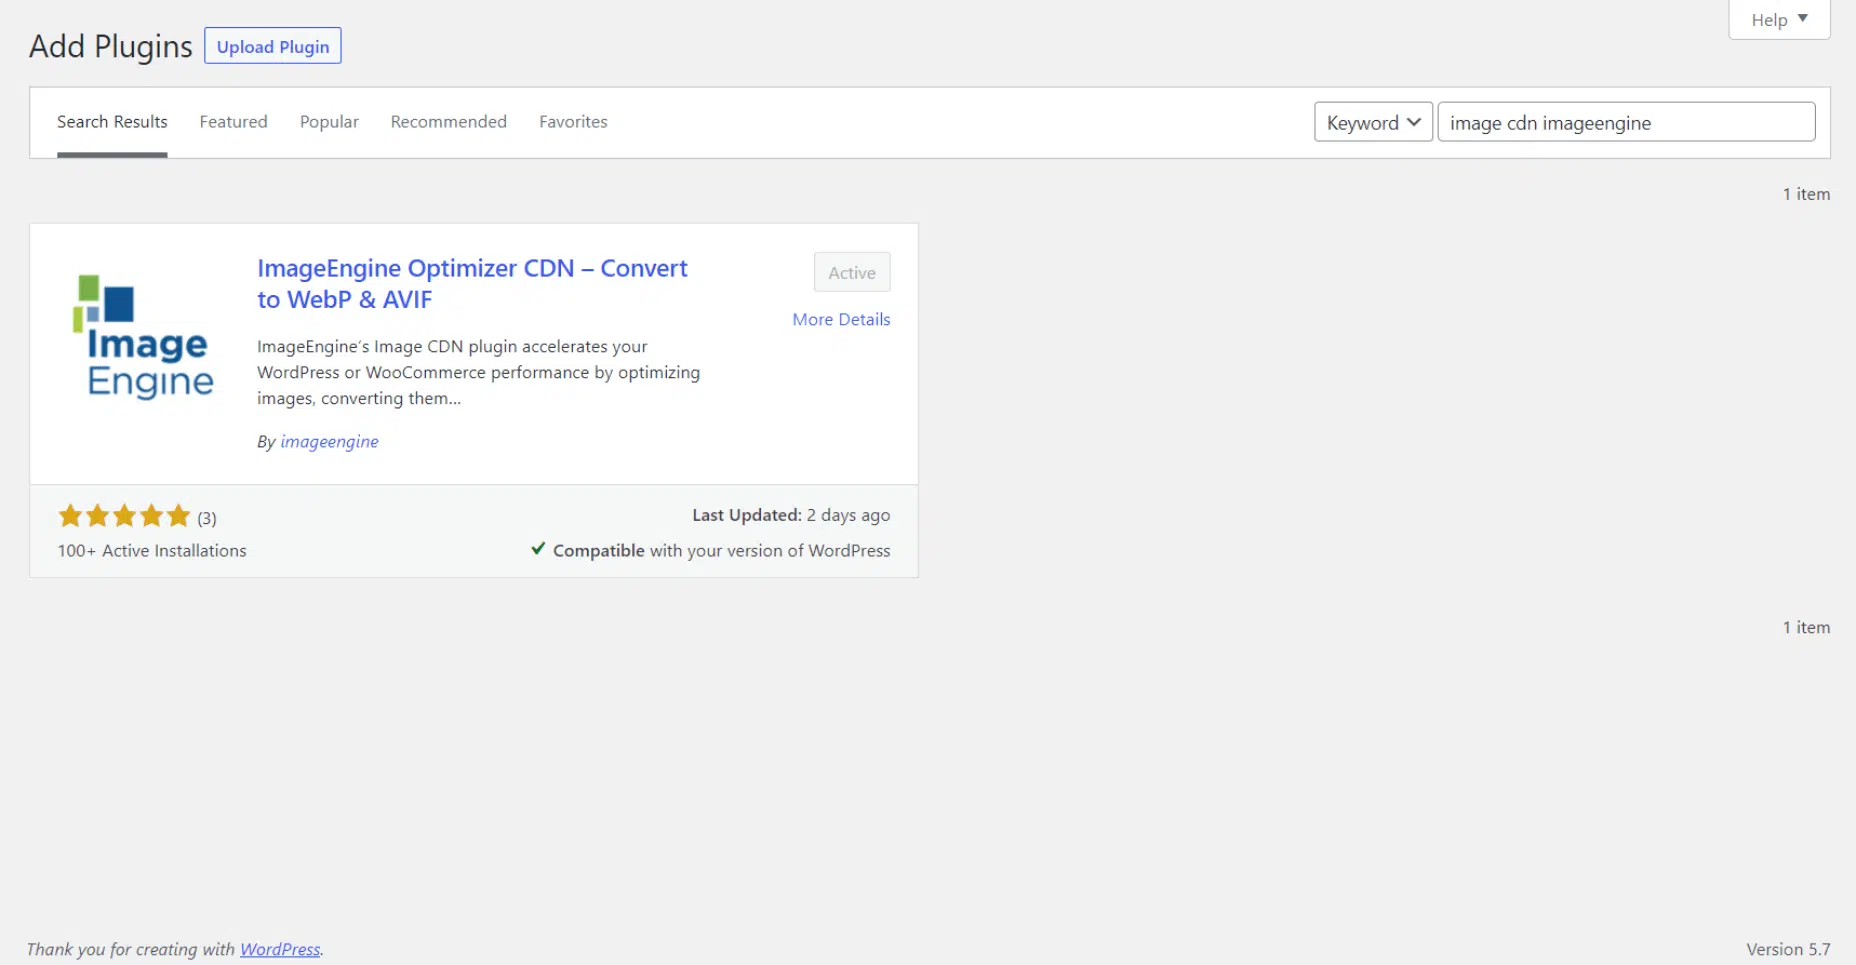 Help
Add Plugins Upload Plugin
Search Results Featured Popular Recommended Favorites Keyword image cdn imageengine
1 item
Image
Engine
ImageEngine Optimizer CDN – Convert
to WebP & AVIF
Active
More Details
ImageEngine's Image CDN plugin accelerates your
WordPress or WooCommerce performance by optimizing
images, converting them...
By imageengine
(3)
Last Updated: 2 days ago
100+ Active Installations
Compatible with your version of WordPress
1 item
Thank you for creating with WordPress.
Version 5.7